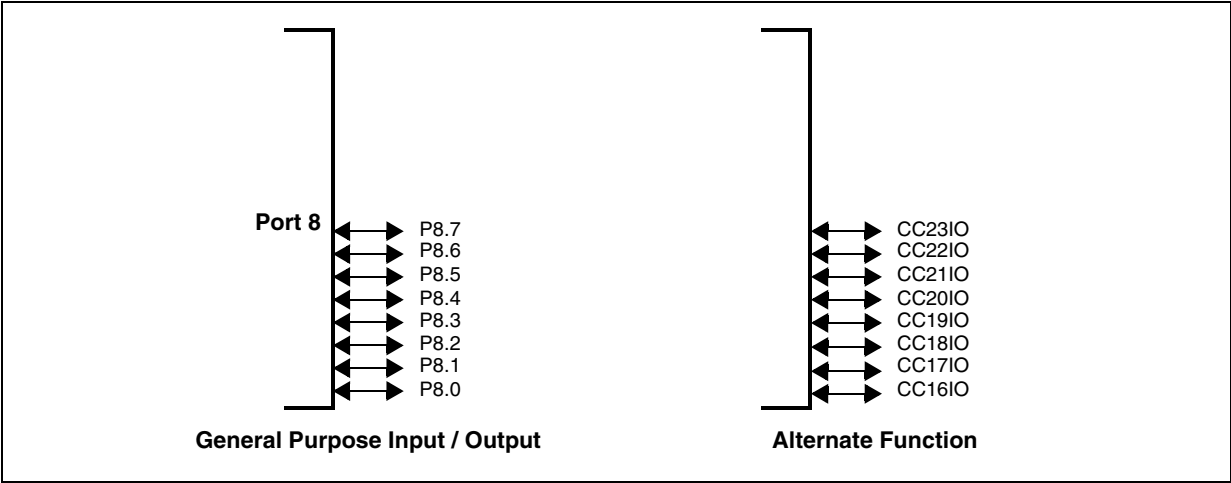 Port 8
P8.7
P8.6
P8.5
P8.4
P8.3
P8.2
P8.1
P8.0
General Purpose Input / Output
CC23IO
CC22IO
CC21IO
CC20IO
CC19IO
CC18IO
CC17IO
CC16IO
Alternate Function